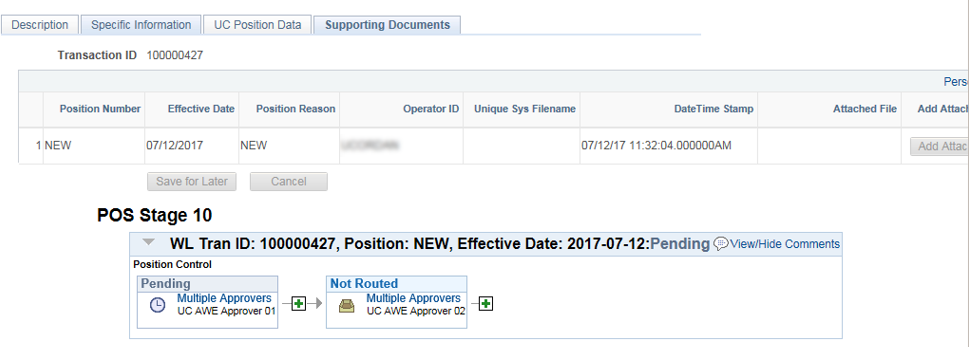 Description Specific Information UC Position Data Supporting Documents
Transaction ID 100000427
Perso
Position Number Effective Date Position Reason Operator ID Unique Sys Filename DateTime Stamp Attached File Add Attac
1 NEW 07/12/2017 NEW 07/12/17 11:32:04.000000AM Add Attac
Save for Later Cancel
POS Stage 10
WL Tran ID: 100000427, Position: NEW, Effective Date: 2017-07-12:Pending View/Hide Comments
Position Control
Pending Not Routed
Multiple Approvers Multiple Approvers
UC AWE Approver 01 UC AWE Approver 02